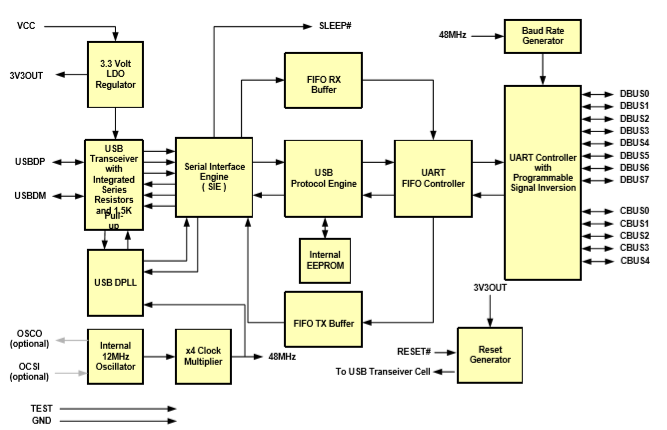 VCC
SLEEP#
48MHz
Baud Rate
Generator
3.3 Volt
LDO
Regulator
3V3OUT
FIFO RX
Buffer
DBUS0
DBUS1
DBUS2
DBUS3
DBUS4
DBUS5
DBUS6
DBUS7
CBUS0
CBUS1
CBUS2
CBUS3
CBUS4
USBDP
USBDM
USB
Transceiver
with
Integrated
Series
Resistors
and 1.5K
Pull-
up
Serial Interface
Engine
( SIE )
USB
Protocol Engine
UART
FIFO Controller
UART Controller
with
Programmable
Signal Inversion
Internal
EEPROM
USB DPLL
3V3OUT
FIFO TX Buffer
OSCO
(optional)
OCSI
(optional)
Internal
12MHz
Oscillator
x4 Clock
Multiplier
48MHz
RESET#
To USB Transeiver Cell
Reset
Generator
TEST
GND